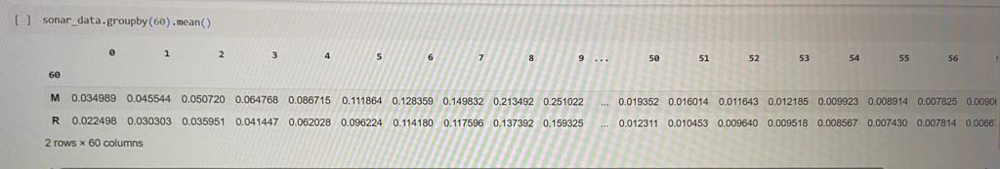 [ ] sonar_data.groupby(60).mean()
0 1 2 3 4 5 6 7 8 9 ... 50 51 52 53 54 55 56
60
M 0.034989 0.045544 0.050720 0.064768 0.086715 0.111864 0.128359 0.149832 0.213492 0.251022 ... 0.019352 0.016014 0.011643 0.012185 0.009923 0.008914 0.007825
R 0.022498 0.030303 0.035951 0.041447 0.062028 0.096224 0.114180 0.117596 0.137392 0.159325 ... 0.012311 0.010453 0.009640 0.009518 0.008567 0.007430 0.007814
2 rows × 60 columns